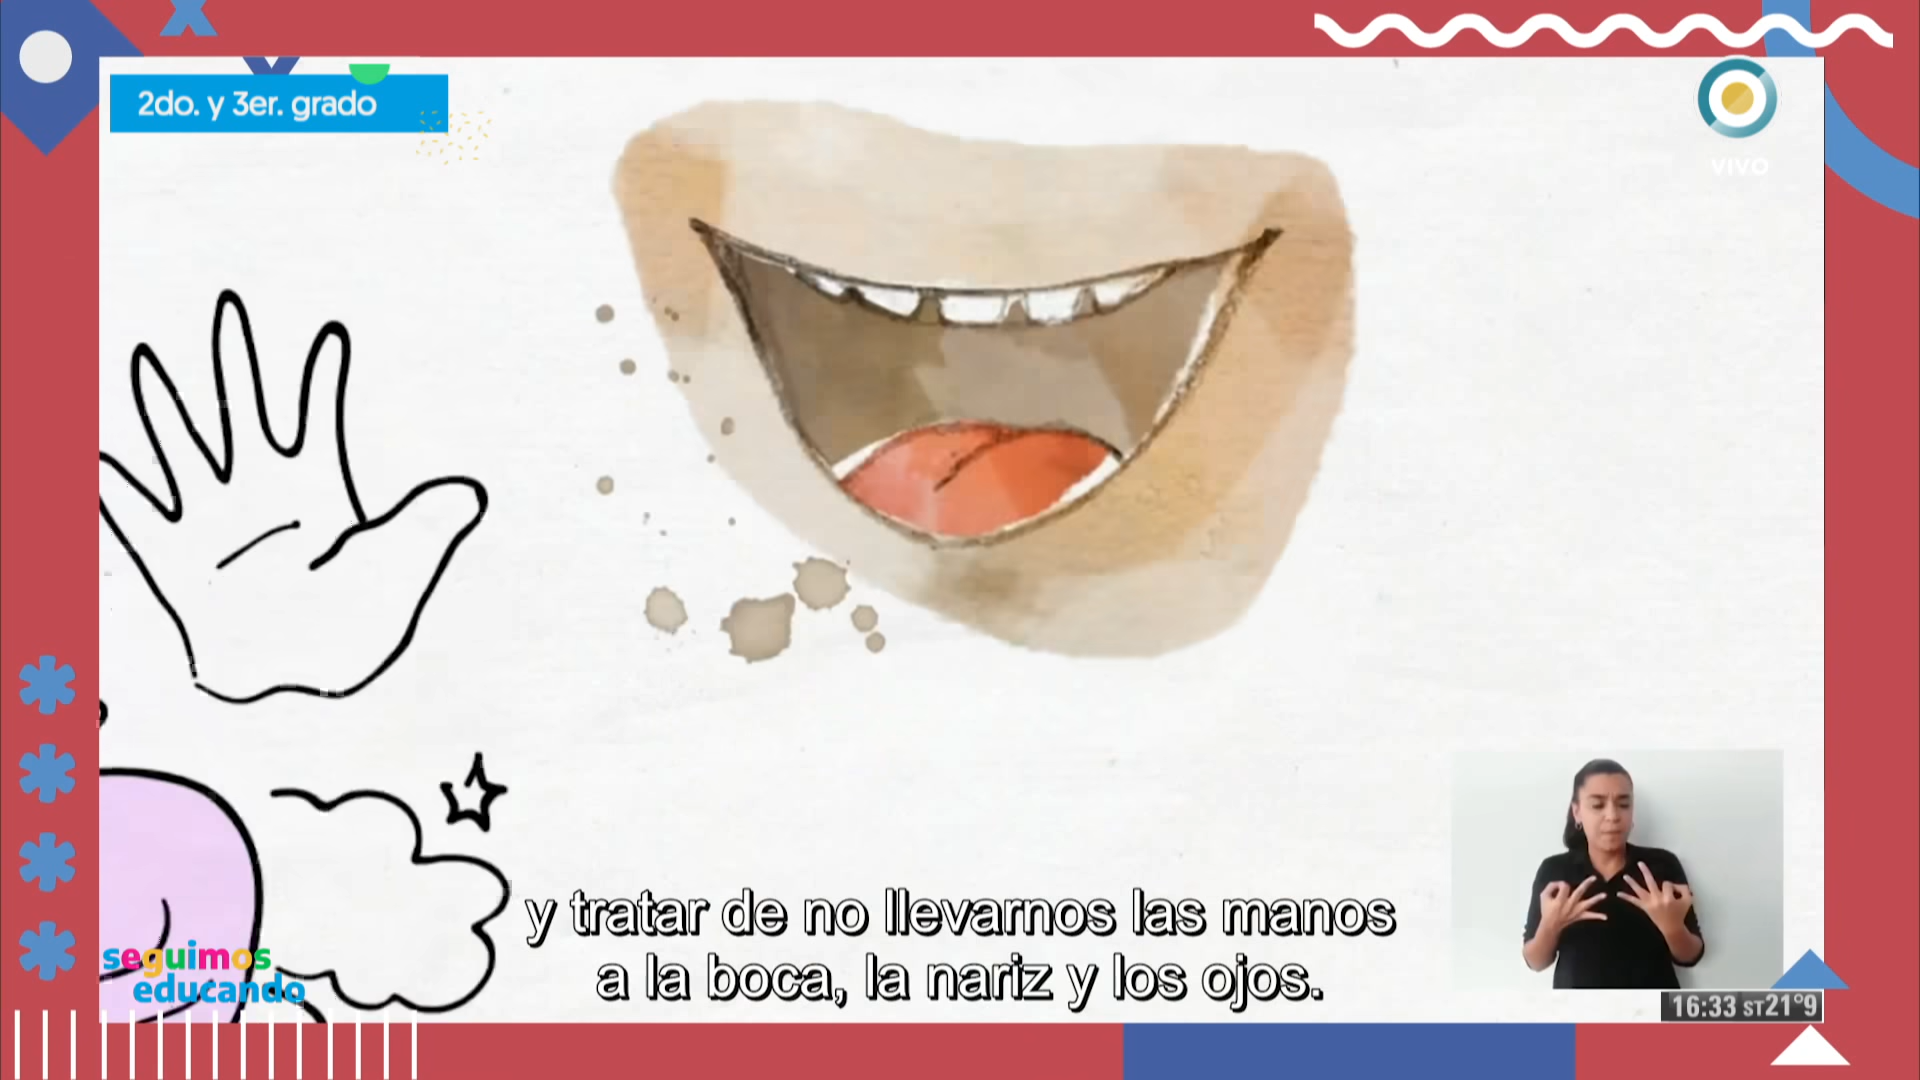 2do. y 3er. grado
VIVO
y tratar de no llevarnos las manos
a la boca, la nariz y los ojos.
seguimos
educando
16:33 ST21°9